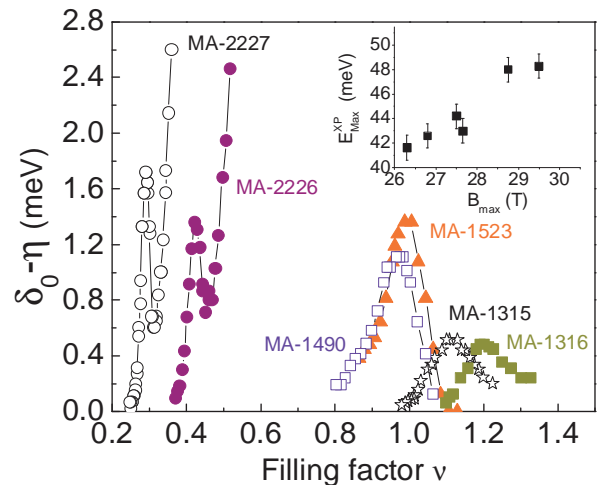 MA-2227
MA-2226
MA-1523
MA-1315
MA-1316
MA-1490
δ₀-η (meV)
2.8
2.4
2.0
1.6
1.2
0.8
0.4
0.0
0.2 0.4 0.6 0.8 1.0 1.2 1.4
Filling factor ν
E_Max^XP (meV)
50
48
46
44
42
40
26 27 28 29 30
B_max (T)